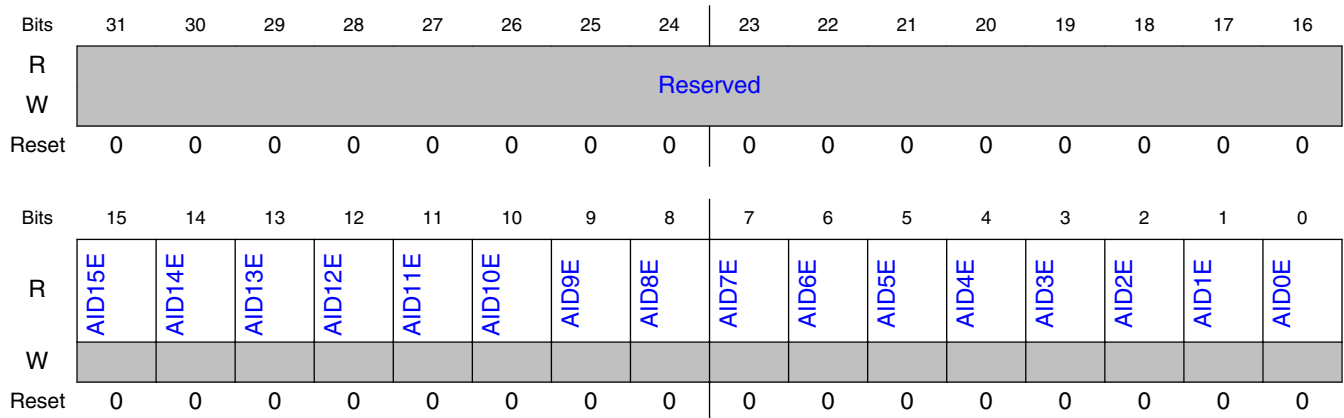 Bits 31 30 29 28 27 26 25 24 23 22 21 20 19 18 17 16
R
Reserved
W
Reset 0 0 0 0 0 0 0 0 0 0 0 0 0 0 0 0
Bits 15 14 13 12 11 10 9 8 7 6 5 4 3 2 1 0
R AID15E AID14E AID13E AID12E AID11E AID10E AID9E AID8E AID7E AID6E AID5E AID4E AID3E AID2E AID1E AID0E
W
Reset 0 0 0 0 0 0 0 0 0 0 0 0 0 0 0 0